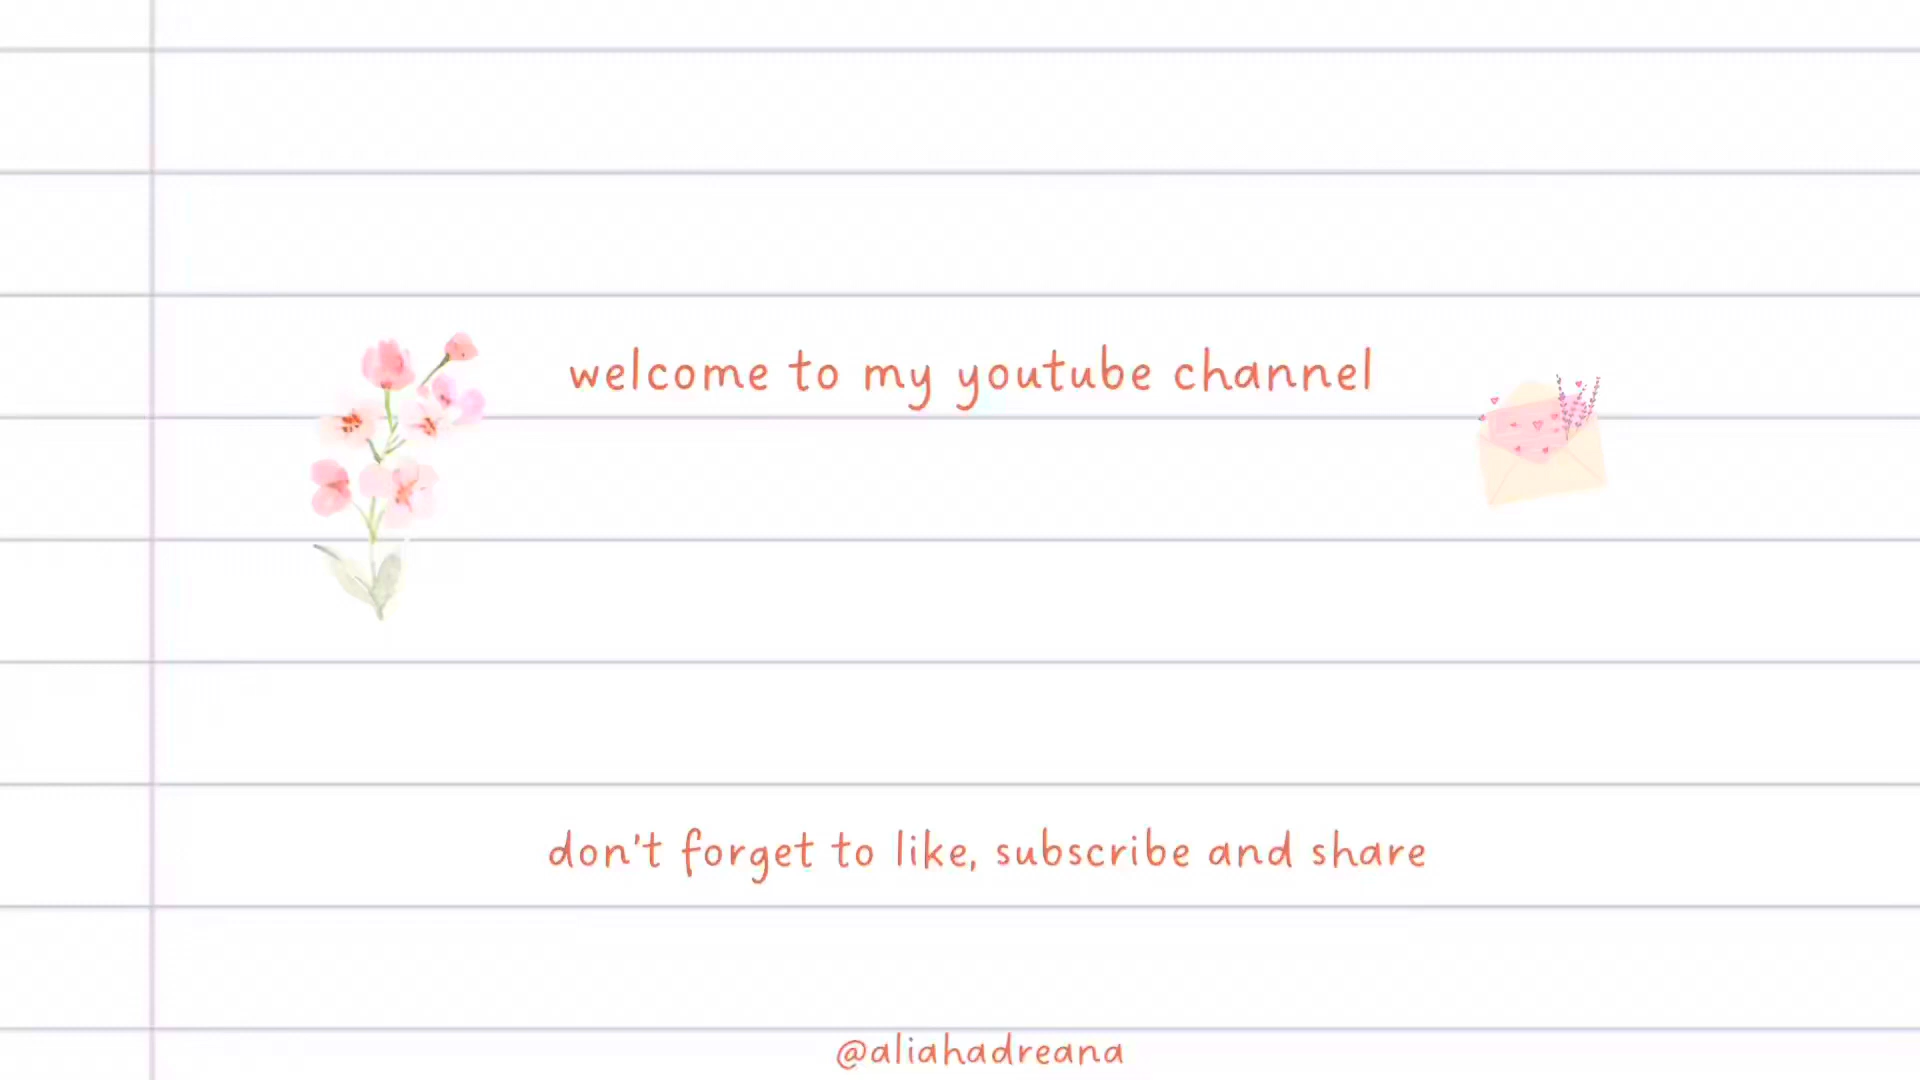 welcome to my youtube channel
don't forget to like, subscribe and share
@aliahadreana